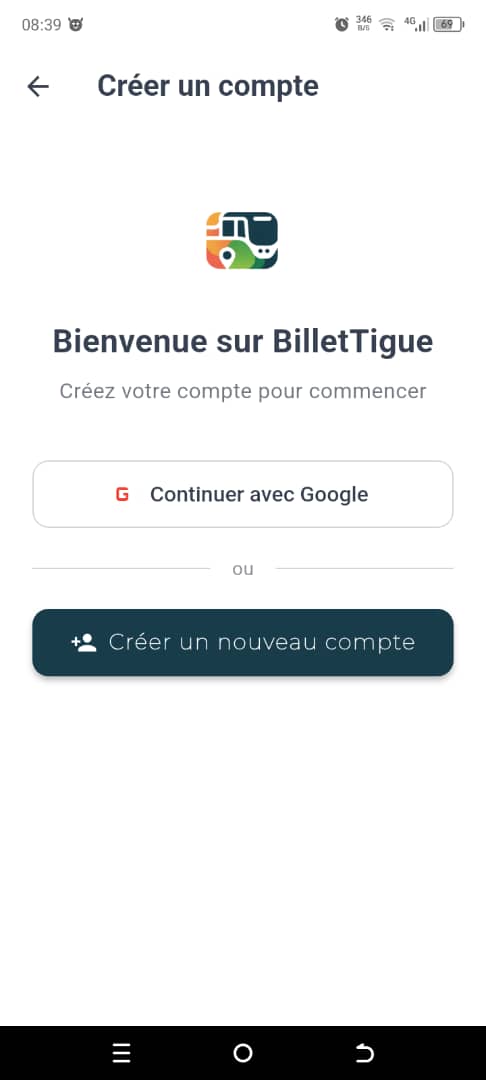 08:39
346
B/S
4G
69
Créer un compte
Bienvenue sur BilletTigue
Créez votre compte pour commencer
G Continuer avec Google
ou
Créer un nouveau compte